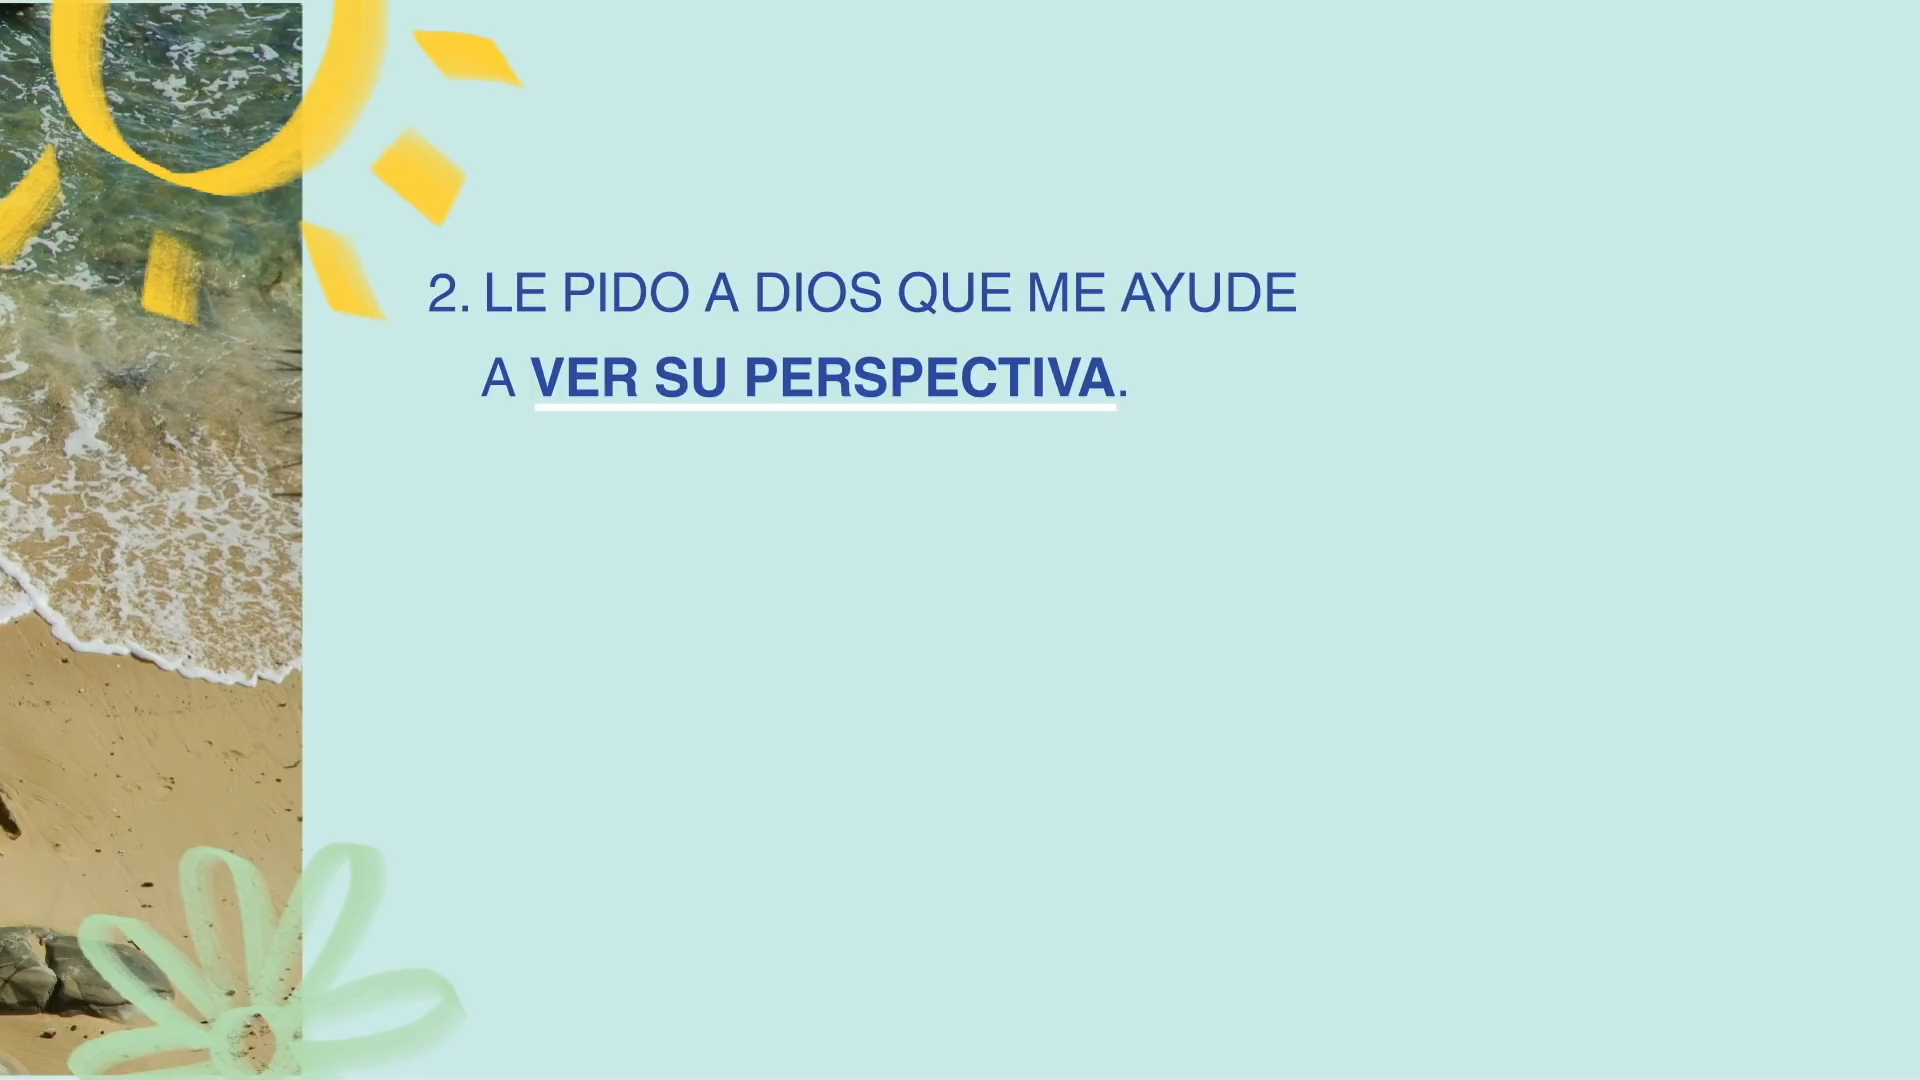 2. LE PIDO A DIOS QUE ME AYUDE
A VER SU PERSPECTIVA.